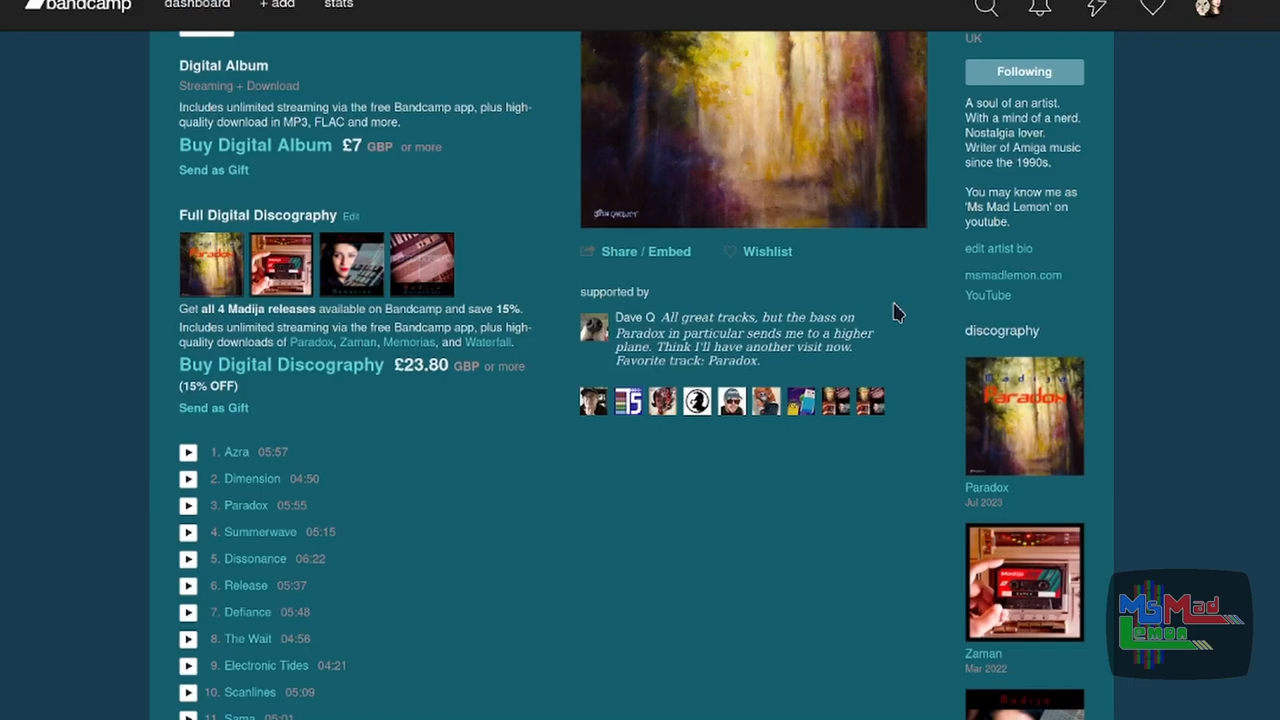 bandcamp
dashboard
+ add
stats
Digital Album
Streaming + Download
Includes unlimited streaming via the free Bandcamp app, plus high-
quality download in MP3, FLAC and more.
Buy Digital Album £7 GBP or more
Send as Gift
Full Digital Discography Edit
Paradox
Get all 4 Madija releases available on Bandcamp and save 15%.
Includes unlimited streaming via the free Bandcamp app, plus high-
quality downloads of Paradox, Zaman, Memorias, and Waterfall.
Buy Digital Discography £23.80 GBP or more
(15% OFF)
Send as Gift
1. Azra 05:57
2. Dimension 04:50
3. Paradox 05:55
4. Summerwave 05:15
5. Dissonance 06:22
6. Release 05:37
7. Defiance 05:48
8. The Wait 04:56
9. Electronic Tides 04:21
10. Scanlines 05:09
11. Sama 05:01
Share / Embed
Wishlist
supported by
Dave Q All great tracks, but the bass on
Paradox in particular sends me to a higher
plane. Think I'll have another visit now.
Favorite track: Paradox.
15
UK
Following
A soul of an artist.
With a mind of a nerd.
Nostalgia lover.
Writer of Amiga music
since the 1990s.
You may know me as
'Ms Mad Lemon' on
youtube.
edit artist bio
msmadlemon.com
YouTube
discography
Madija
Paradox
Paradox
Jul 2023
Madija
Zaman
Mar 2022
Madija
MsMad
Lemon